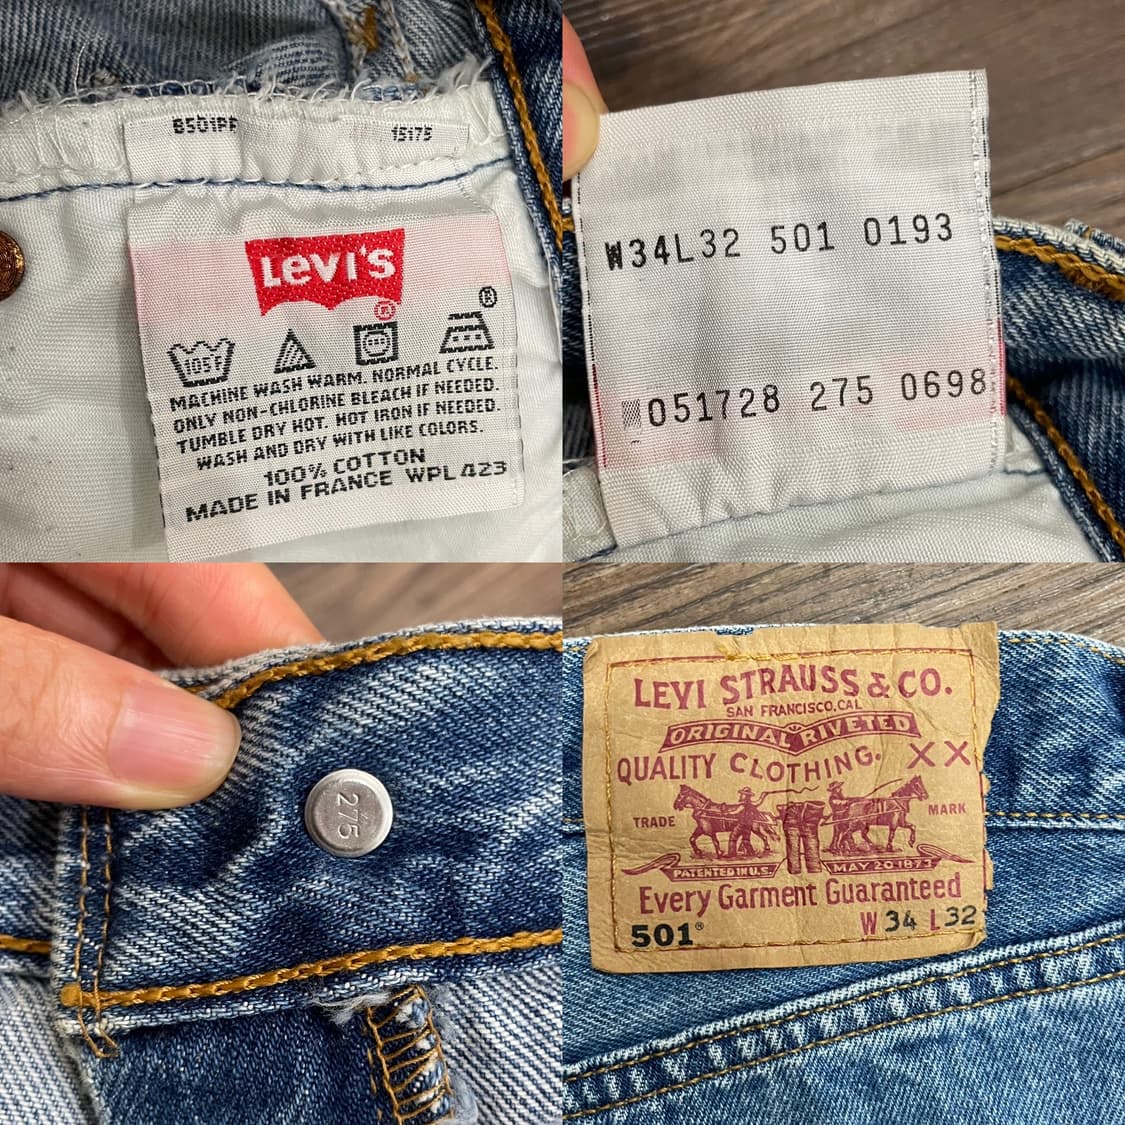 B501PP 15175
Levi's
®
®
105F
MACHINE WASH WARM. NORMAL CYCLE.
ONLY NON-CHLORINE BLEACH IF NEEDED.
TUMBLE DRY HOT. HOT IRON IF NEEDED.
WASH AND DRY WITH LIKE COLORS.
100% COTTON
MADE IN FRANCE WPL 423
W34L32 501 0193
051728 275 0698
275
LEVI STRAUSS & CO.
SAN FRANCISCO, CAL
ORIGINAL RIVETED
QUALITY CLOTHING. XX
TRADE MARK
PATENTED IN U.S. MAY 20 1873
Every Garment Guaranteed
501® W 34 L 32